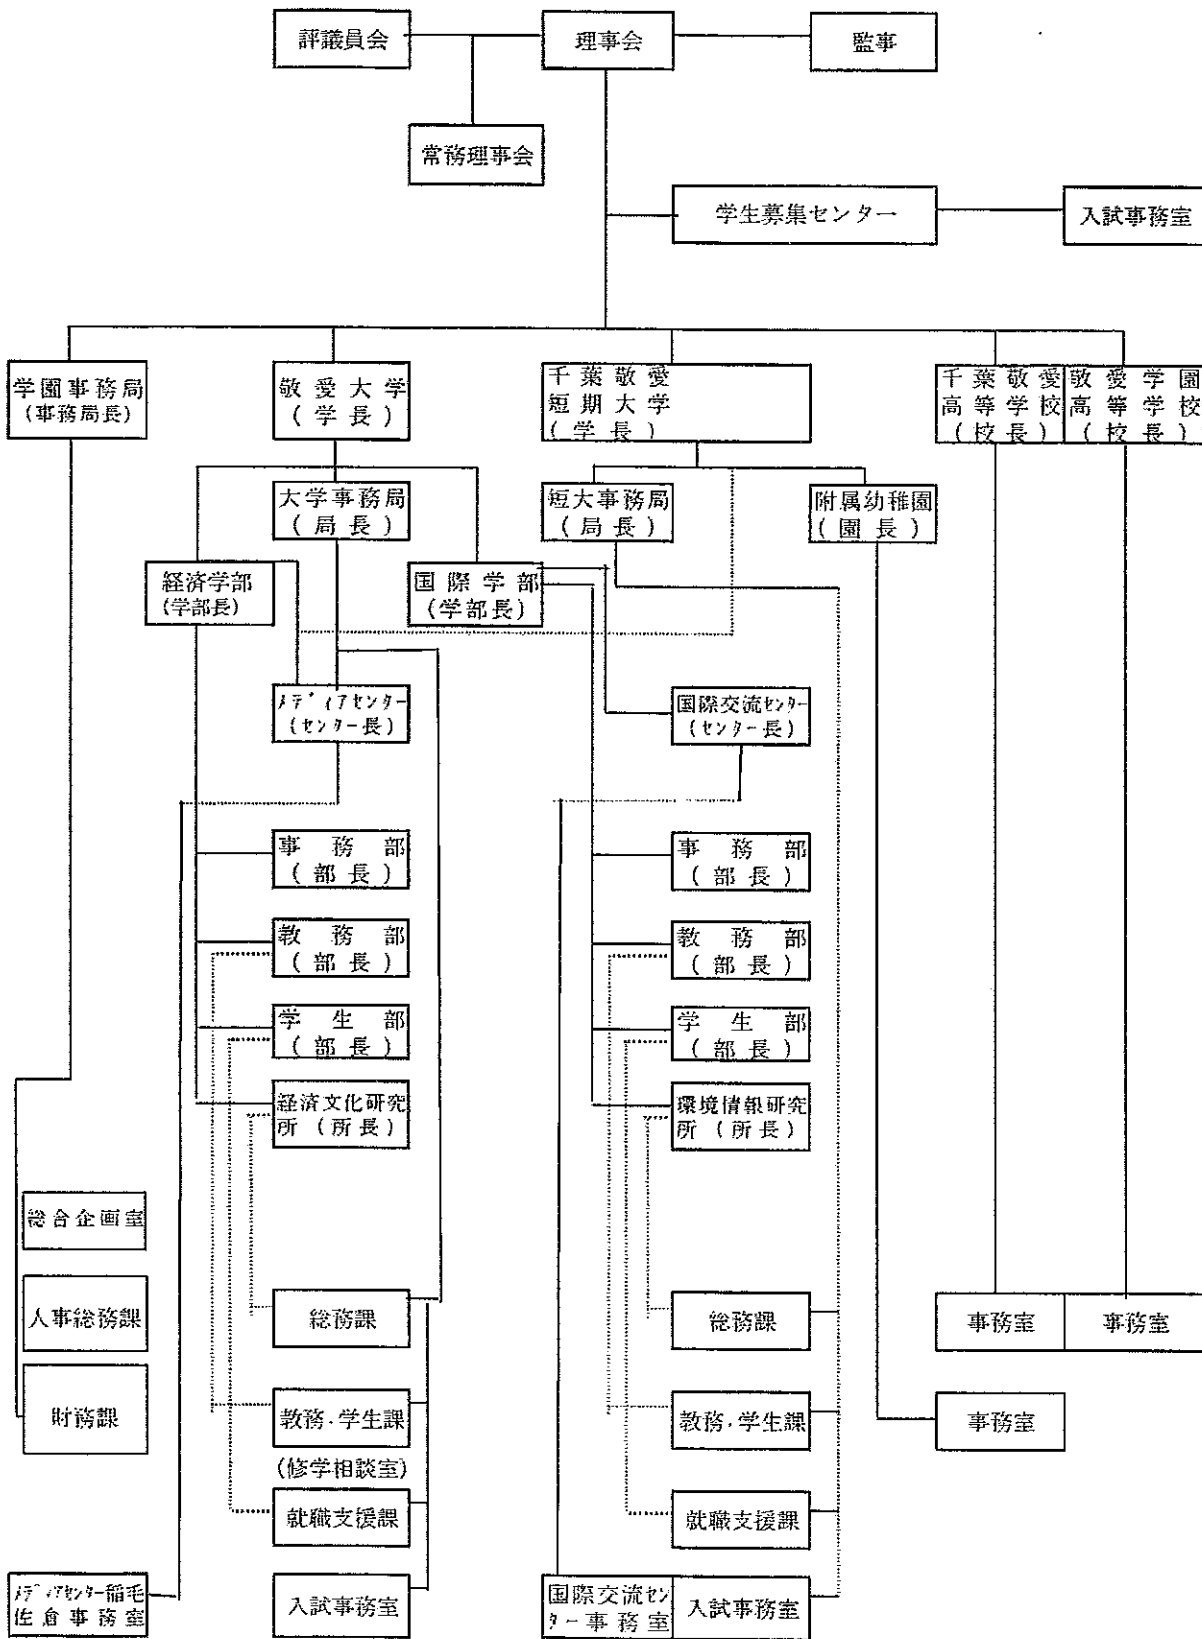 評議員会
理事会
監事
常務理事会
学生募集センター
入試事務室
学園事務局
(事務局長)
敬愛大学
(学長)
千葉敬愛
短期大学
(学長)
千葉敬愛
高等学校
(校長)
敬愛学園
高等学校
(校長)
大学事務局
(局長)
短大事務局
(局長)
附属幼稚園
(園長)
経済学部
(学部長)
国際学部
(学部長)
メディアセンター
(センター長)
国際交流センター
(センター長)
事務部
(部長)
事務部
(部長)
教務部
(部長)
教務部
(部長)
学生部
(部長)
学生部
(部長)
経済文化研究
所(所長)
環境情報研究
所(所長)
総合企画室
人事総務課
総務課
総務課
事務室
事務室
財務課
教務・学生課
(修学相談室)
教務・学生課
事務室
就職支援課
就職支援課
メディアセンター稲毛
佐倉事務室
入試事務室
国際交流セン
ター事務室
入試事務室